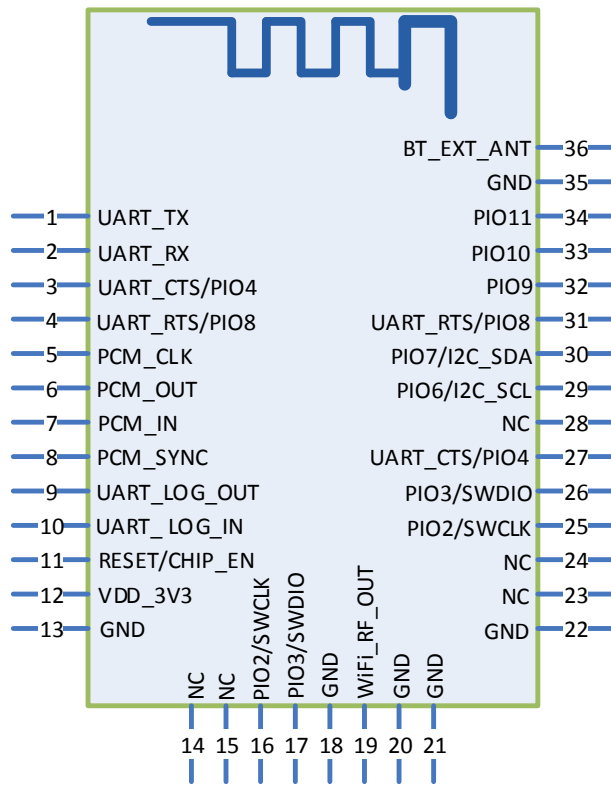 BT_EXT_ANT 36
GND 35
1 UART_TX PIO11 34
2 UART_RX PIO10 33
3 UART_CTS/PIO4 PIO9 32
4 UART_RTS/PIO8 UART_RTS/PIO8 31
5 PCM_CLK PIO7/I2C_SDA 30
6 PCM_OUT PIO6/I2C_SCL 29
7 PCM_IN NC 28
8 PCM_SYNC UART_CTS/PIO4 27
9 UART_LOG_OUT PIO3/SWDIO 26
10 UART_ LOG_IN PIO2/SWCLK 25
11 RESET/CHIP_EN NC 24
12 VDD_3V3 NC 23
13 GND GND 22
NC
NC
PIO2/SWCLK
PIO3/SWDIO
GND
WiFi_RF_OUT
GND
GND
14 15 16 17 18 19 20 21